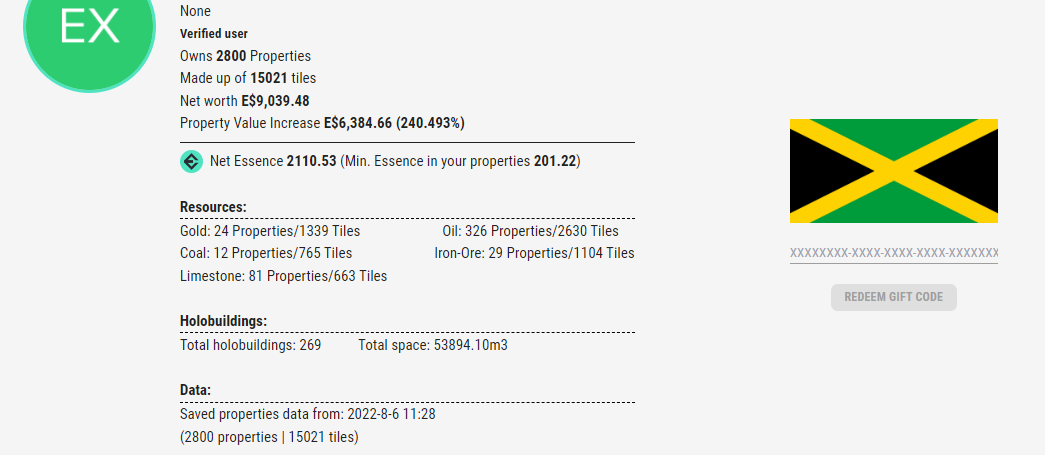 EX
None
Verified user
Owns 2800 Properties
Made up of 15021 tiles
Net worth E$9,039.48
Property Value Increase E$6,384.66 (240.493%)
Net Essence 2110.53 (Min. Essence in your properties 201.22)
Resources:
Gold: 24 Properties/1339 Tiles Oil: 326 Properties/2630 Tiles
Coal: 12 Properties/765 Tiles Iron-Ore: 29 Properties/1104 Tiles
Limestone: 81 Properties/663 Tiles
Holobuildings:
Total holobuildings: 269 Total space: 53894.10m3
Data:
Saved properties data from: 2022-8-6 11:28
(2800 properties | 15021 tiles)
XXXXXXXX-XXXX-XXXX-XXXX-XXXXXXX
REDEEM GIFT CODE